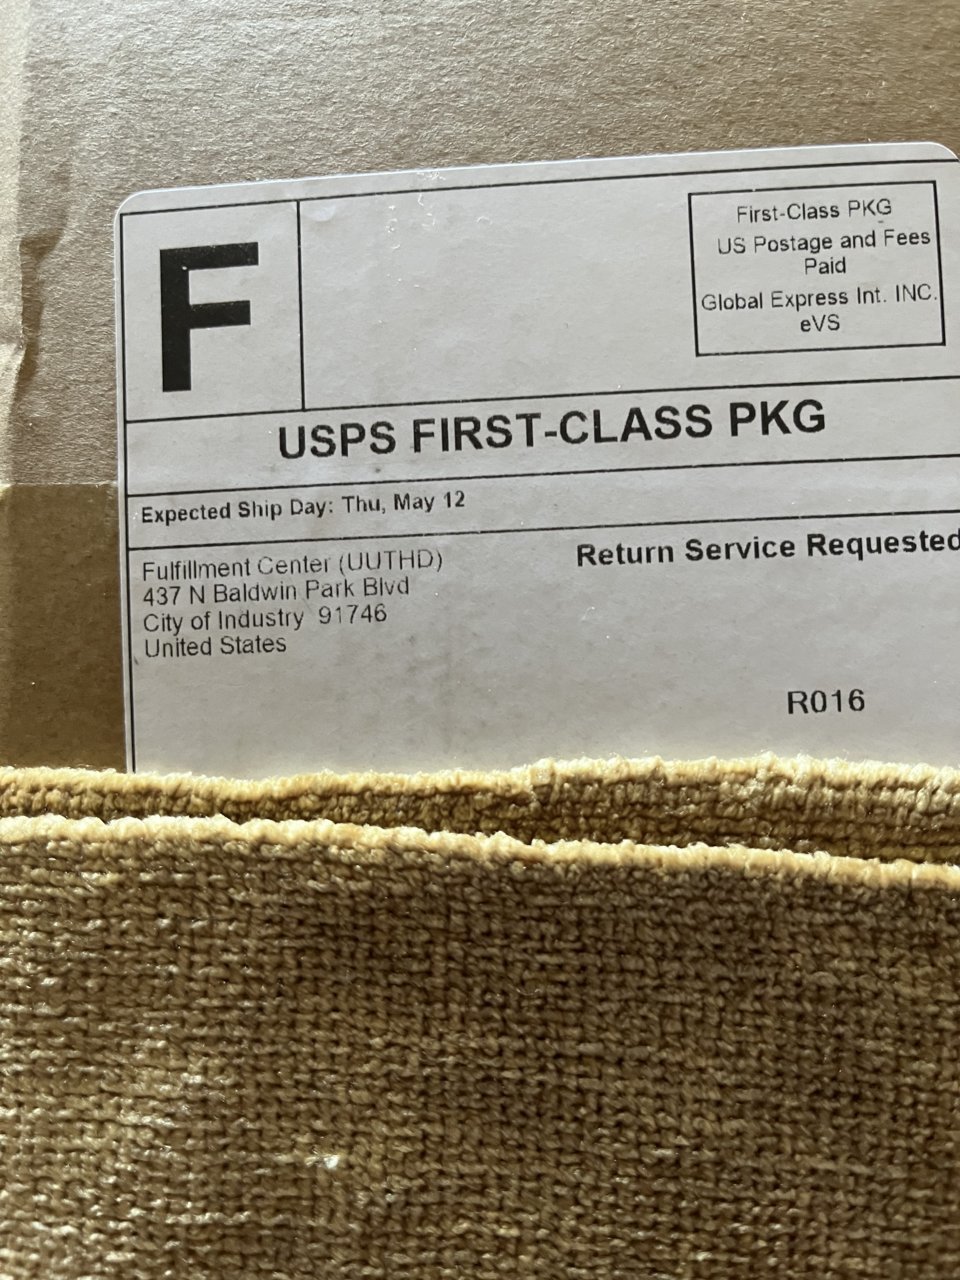 F
First-Class PKG
US Postage and Fees
Paid
Global Express Int. INC.
eVS
USPS FIRST-CLASS PKG
Expected Ship Day: Thu, May 12
Fulfillment Center (UUTHD)
437 N Baldwin Park Blvd
City of Industry 91746
United States
Return Service Requested
R016